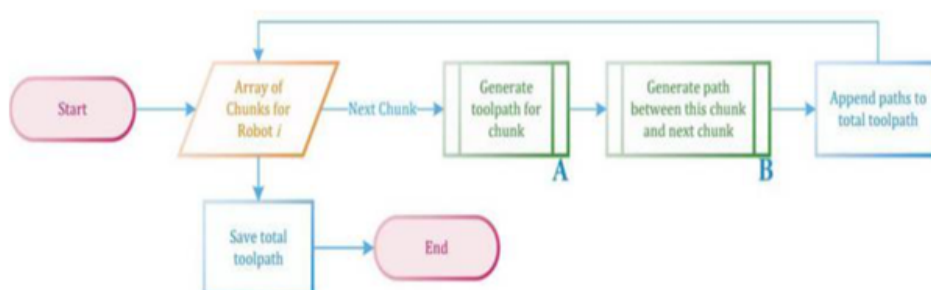 Start
Array of
Chunks for
Robot i
Next Chunk
Generate
toolpath for
chunk
A
Generate path
between this chunk
and next chunk
B
Append paths to
total toolpath
Save total
toolpath
End